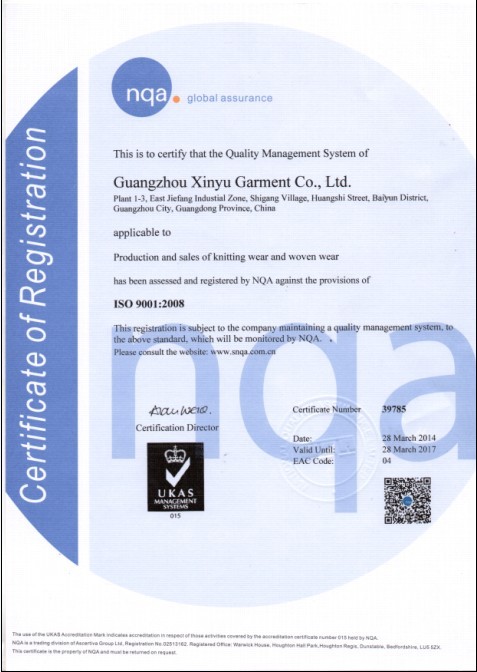 nqa.
global assurance
Certificate of Registration
This is to certify that the Quality Management System of
Guangzhou Xinyu Garment Co., Ltd.
Plant 1-3, East Jiefang Industial Zone, Shigang Village, Huangshi Street, Baiyun District,
Guangzhou City, Guangdong Province, China
applicable to
Production and sales of knitting wear and woven wear
has been assessed and registered by NQA against the provisions of
ISO 9001:2008
This registration is subject to the company maintaining a quality management system, to
the above standard, which will be monitored by NQA.
Please consult the website: www.snqa.com.cn
nqa
Certification Director
Certificate Number 39785
Date: 28 March 2014
Valid Until: 28 March 2017
EAC Code: 04
UKAS
MANAGEMENT
SYSTEMS
015
The use of the UKAS Accreditation Mark indicates accreditation in respect of those activities covered by the accreditation certificate number 015 held by NQA.
NQA is a trading division of Ascertiva Group Ltd, Registration No 02513162. Registered Office: Warwick House, Houghton Hall Park, Houghton Regis, Dunstable, Bedfordshire, LU5 5ZX.
This certificate is the property of NQA and must be returned on request.